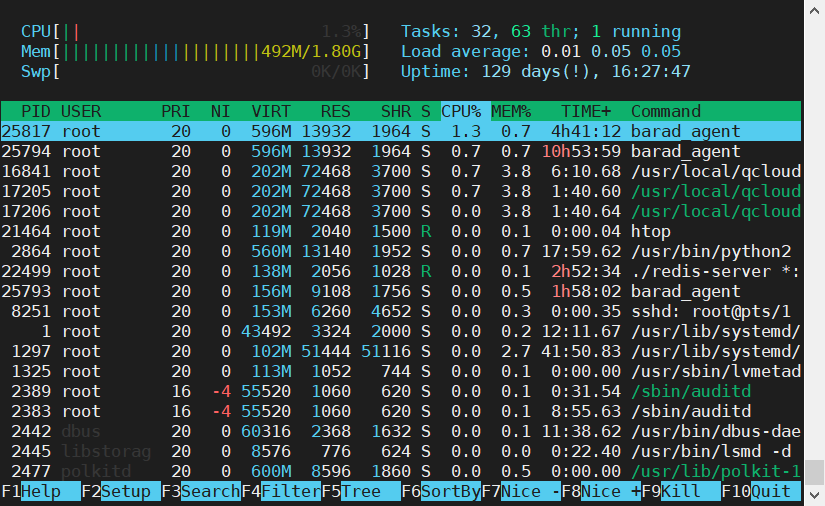 CPU[|| 1.3%] Tasks: 32, 63 thr; 1 running
Mem[||||||||||||||||||||||492M/1.80G] Load average: 0.01 0.05 0.05
Swp[ 0K/0K] Uptime: 129 days(!), 16:27:47
PID USER PRI NI VIRT RES SHR S CPU% MEM% TIME+ Command
25817 root 20 0 596M 13932 1964 S 1.3 0.7 4h41:12 barad_agent
25794 root 20 0 596M 13932 1964 S 0.7 0.7 10h53:59 barad_agent
16841 root 20 0 202M 72468 3700 S 0.7 3.8 6:10.68 /usr/local/qcloud
17205 root 20 0 202M 72468 3700 S 0.7 3.8 1:40.60 /usr/local/qcloud
17206 root 20 0 202M 72468 3700 S 0.0 3.8 1:40.64 /usr/local/qcloud
21464 root 20 0 119M 2040 1500 R 0.0 0.1 0:00.04 htop
2864 root 20 0 560M 13140 1952 S 0.0 0.7 17:59.62 /usr/bin/python2
22499 root 20 0 138M 2056 1028 R 0.0 0.1 2h52:34 ./redis-server *:
25793 root 20 0 156M 9108 1756 S 0.0 0.5 1h58:02 barad_agent
8251 root 20 0 153M 6260 4652 S 0.0 0.3 0:00.35 sshd: root@pts/1
1 root 20 0 43492 3324 2000 S 0.0 0.2 12:11.67 /usr/lib/systemd/
1297 root 20 0 102M 51444 51116 S 0.0 2.7 41:50.83 /usr/lib/systemd/
1325 root 20 0 113M 1052 744 S 0.0 0.1 0:00.00 /usr/sbin/lvmetad
2389 root 16 -4 55520 1060 620 S 0.0 0.1 0:31.54 /sbin/auditd
2383 root 16 -4 55520 1060 620 S 0.0 0.1 8:55.63 /sbin/auditd
2442 dbus 20 0 60316 2368 1632 S 0.0 0.1 11:38.62 /usr/bin/dbus-dae
2445 libstorag 20 0 8576 776 624 S 0.0 0.0 0:22.40 /usr/bin/lsmd -d
2477 polkitd 20 0 600M 8596 1860 S 0.0 0.5 0:00.00 /usr/lib/polkit-1
F1Help F2Setup F3SearchF4FilterF5Tree F6SortByF7Nice -F8Nice +F9Kill F10Quit